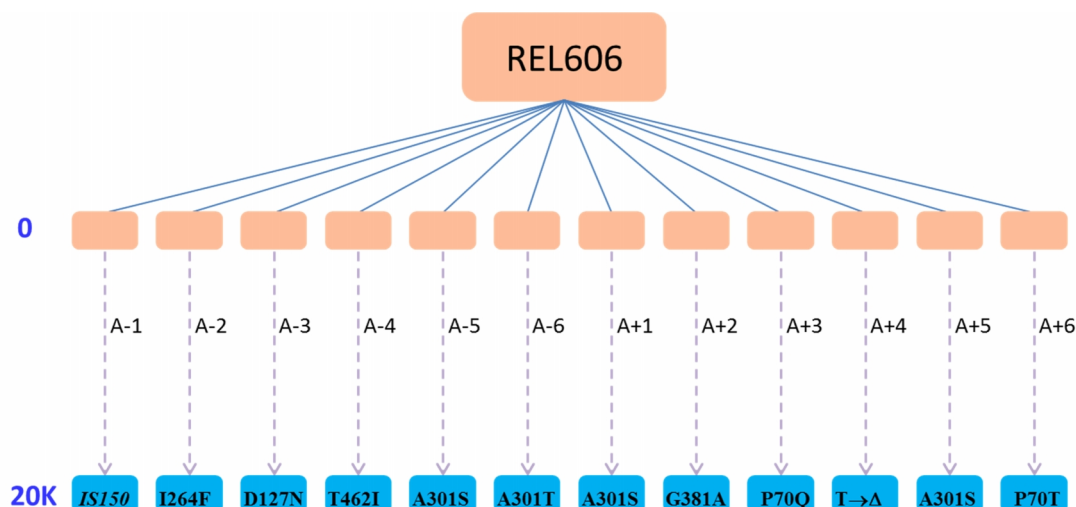 REL606
0
A-1 A-2 A-3 A-4 A-5 A-6 A+1 A+2 A+3 A+4 A+5 A+6
20K IS150 I264F D127N T462I A301S A301T A301S G381A P70Q T→Δ A301S P70T